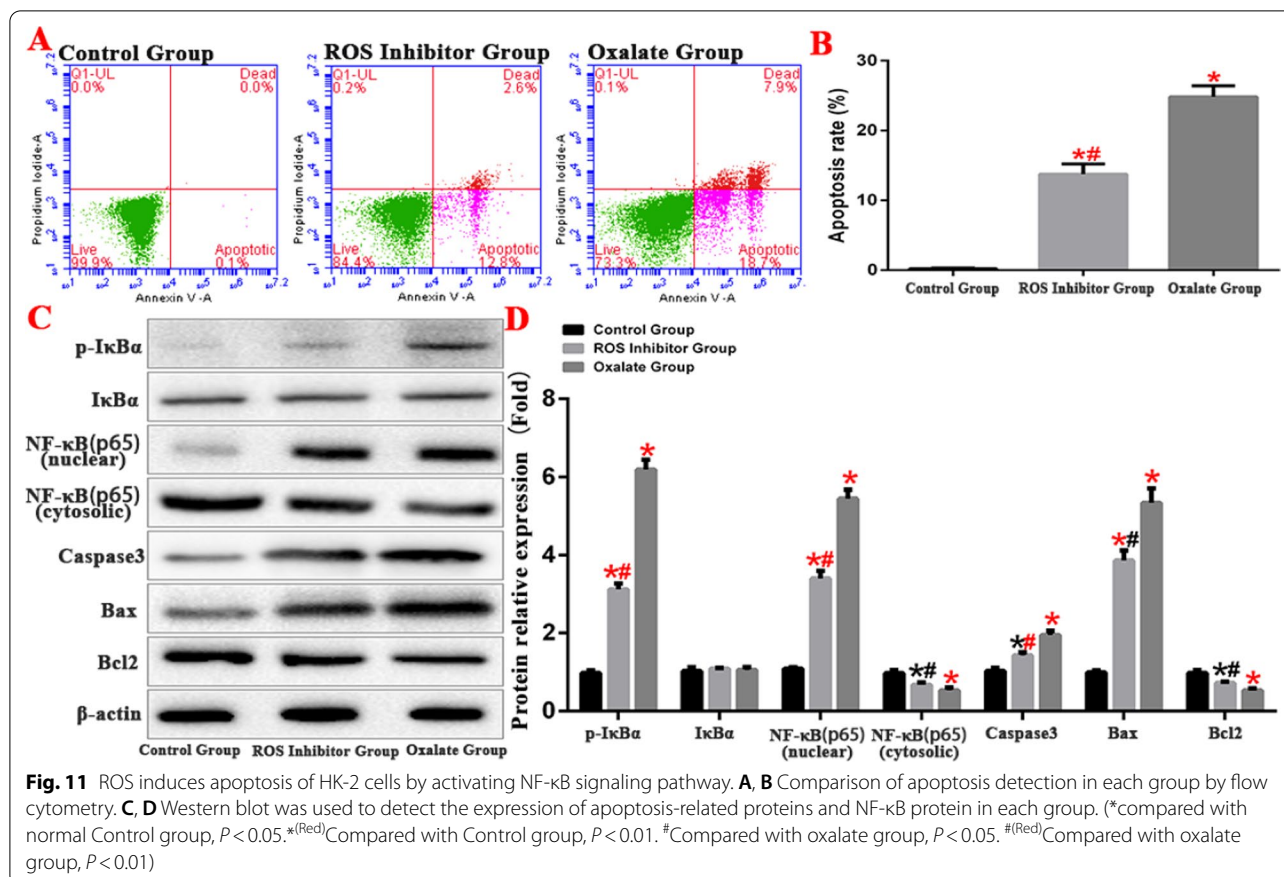 A
Control Group
ROS Inhibitor Group
Oxalate Group
Q1-UL
0.0%
Dead
0.0%
Live
99.9%
Apoptotic
0.1%
Q1-UL
0.2%
Dead
2.6%
Live
84.4%
Apoptotic
12.8%
Q1-UL
0.1%
Dead
7.9%
Live
73.3%
Apoptotic
18.7%
Propidium Iodide-A
Propidium Iodide-A
Propidium Iodide-A
Annexin V -A
Annexin V -A
Annexin V -A
B
Apoptosis rate (%)
30
20
10
0
*#
*
Control Group
ROS Inhibitor Group
Oxalate Group
C
p-IκBα
IκBα
NF-κB(p65)
(nuclear)
NF-κB(p65)
(cytosolic)
Caspase3
Bax
Bcl2
β-actin
Control Group
ROS Inhibitor Group
Oxalate Group
D
Control Group
ROS Inhibitor Group
Oxalate Group
Protein relative expression (Fold)
8
6
4
2
0
*#
*
*#
*
*#
*
*#
*
*#
*
*#
*
p-IκBα
IκBα
NF-κB(p65)
(nuclear)
NF-κB(p65)
(cytosolic)
Caspase3
Bax
Bcl2
Fig. 11 ROS induces apoptosis of HK-2 cells by activating NF-κB signaling pathway. A, B Comparison of apoptosis detection in each group by flow
cytometry. C, D Western blot was used to detect the expression of apoptosis-related proteins and NF-κB protein in each group. (*compared with
normal Control group, P < 0.05.*(Red)Compared with Control group, P < 0.01. #Compared with oxalate group, P < 0.05. #(Red)Compared with oxalate
group, P < 0.01)